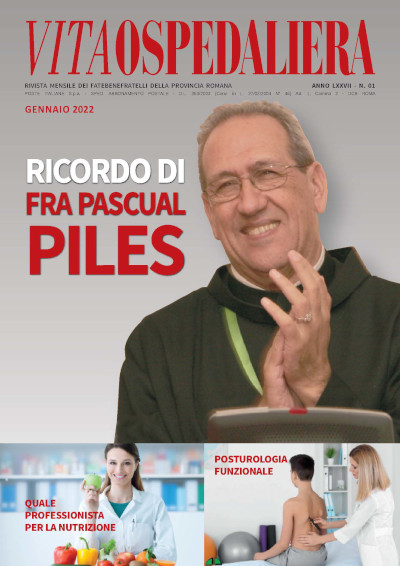 VITAOSPEDALIERA
RIVISTA MENSILE DEI FATEBENEFRATELLI DELLA PROVINCIA ROMANA
ANNO LXXVII - N. 01
GENNAIO 2022
RICORDO DI
FRA PASCUAL
PILES
POSTUROLOGIA
FUNZIONALE
QUALE
PROFESSIONISTA
PER LA NUTRIZIONE